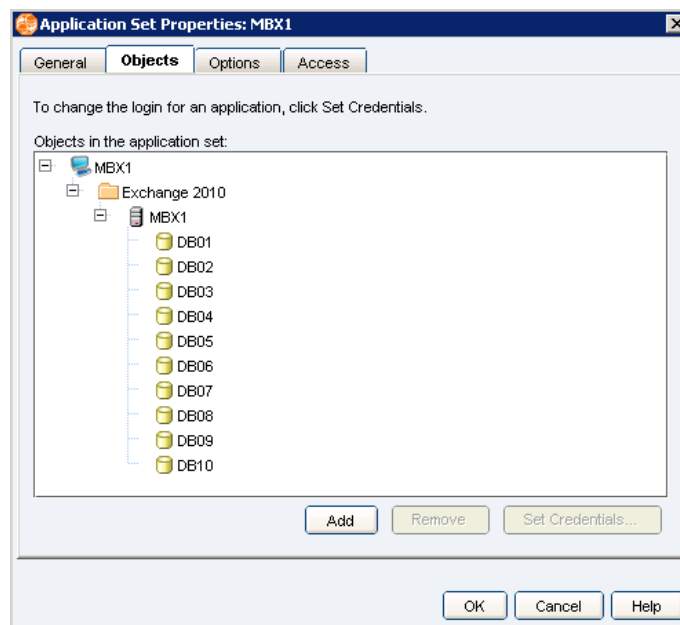 Application Set Properties: MBX1
General Objects Options Access
To change the login for an application, click Set Credentials.
Objects in the application set:
MBX1
Exchange 2010
MBX1
DB01
DB02
DB03
DB04
DB05
DB06
DB07
DB08
DB09
DB10
Add Remove Set Credentials...
OK Cancel Help